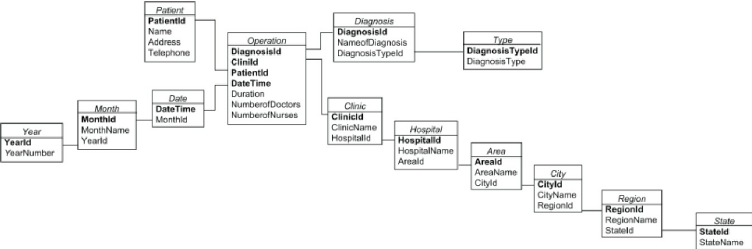 Patient
PatientId
Name
Address
Telephone
Operation
DiagnosisId
CliniId
PatientId
DateTime
Duration
NumberofDoctors
NumberofNurses
Diagnosis
DiagnosisId
NameofDiagnosis
DiagnosisTypeId
Type
DiagnosisTypeId
DiagnosisType
Date
DateTime
MonthId
Month
MonthId
MonthName
YearId
Year
YearId
YearNumber
Clinic
ClinicId
ClinicName
HospitalId
Hospital
HospitalId
HospitalName
AreaId
Area
AreaId
AreaName
CityId
City
CityId
CityName
RegionId
Region
RegionId
RegionName
StateId
State
StateId
StateName